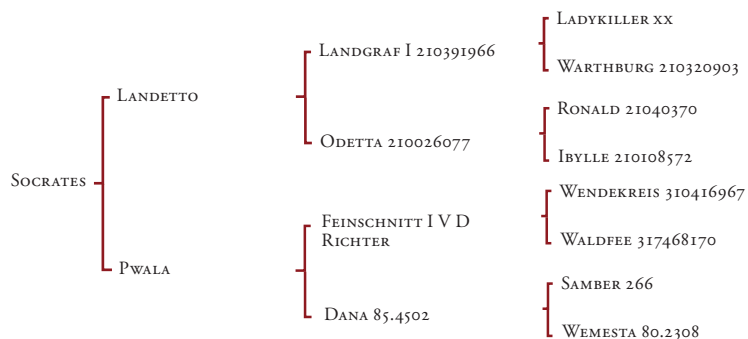 Ladykiller xx
Landgraf I 210391966
Warthburg 210320903
Landetto
Ronald 21040370
Odetta 210026077
Ibylle 210108572
Socrates
Wendekreis 310416967
Feinschnitt I V D
Richter
Waldfee 317468170
Pwala
Samber 266
Dana 85.4502
Wemesta 80.2308